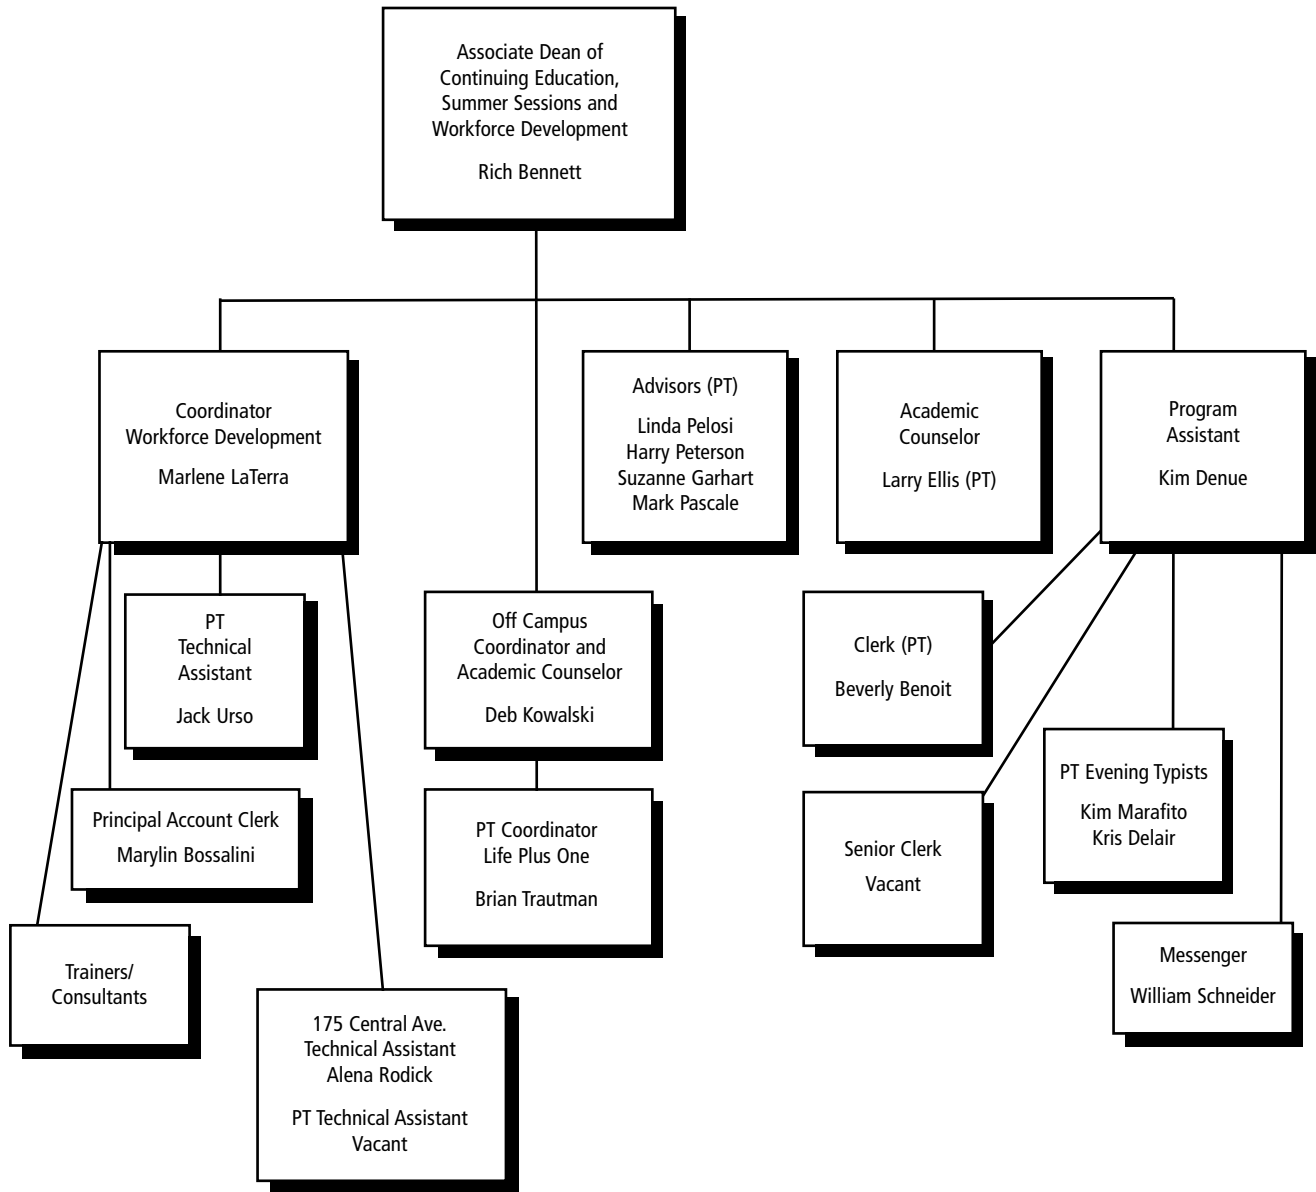 Associate Dean of
Continuing Education,
Summer Sessions and
Workforce Development
Rich Bennett
Coordinator
Workforce Development
Marlene LaTerra
Advisors (PT)
Linda Pelosi
Harry Peterson
Suzanne Garhart
Mark Pascale
Academic
Counselor
Larry Ellis (PT)
Program
Assistant
Kim Denue
PT
Technical
Assistant
Jack Urso
Off Campus
Coordinator and
Academic Counselor
Deb Kowalski
Clerk (PT)
Beverly Benoit
Principal Account Clerk
Marylin Bossalini
PT Coordinator
Life Plus One
Brian Trautman
Senior Clerk
Vacant
PT Evening Typists
Kim Marafito
Kris Delair
Trainers/
Consultants
Messenger
William Schneider
175 Central Ave.
Technical Assistant
Alena Rodick
PT Technical Assistant
Vacant